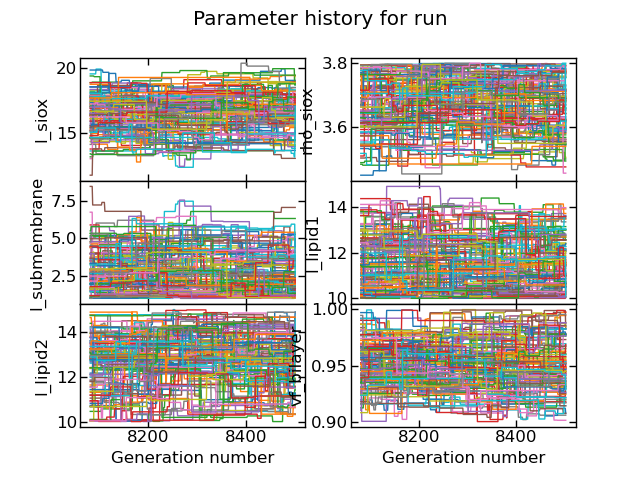 Parameter history for run
20
15
l_siox
3.8
3.6
rho_siox
7.5
5.0
2.5
l_submembrane
14
12
10
l_lipid1
14
12
10
l_lipid2
1.00
0.95
0.90
vf_bilayer
8200 8400
8200 8400
Generation number
Generation number